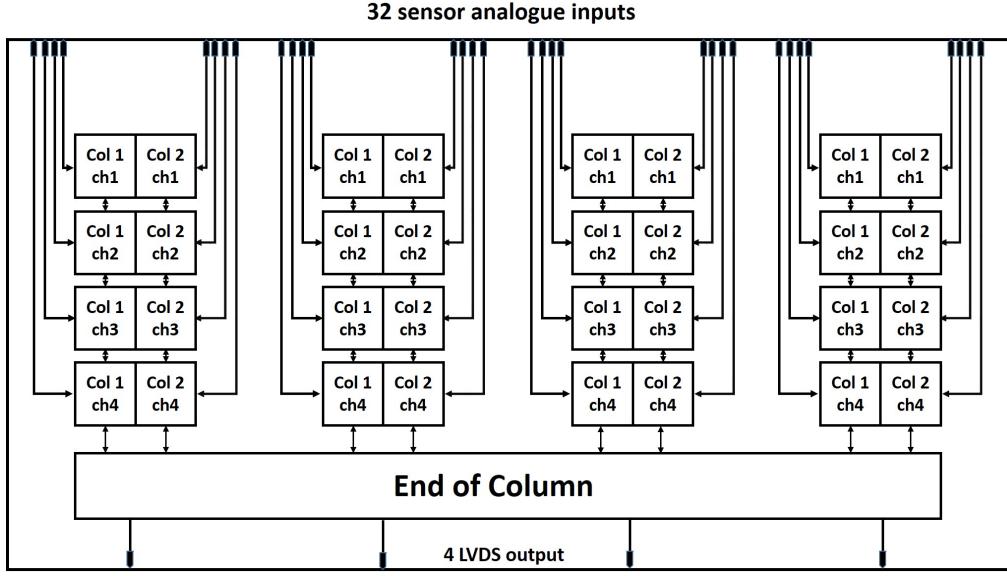 32 sensor analogue inputs
Col 1 Col 2 Col 1 Col 2 Col 1 Col 2 Col 1 Col 2
ch1 ch1 ch1 ch1 ch1 ch1 ch1 ch1
Col 1 Col 2 Col 1 Col 2 Col 1 Col 2 Col 1 Col 2
ch2 ch2 ch2 ch2 ch2 ch2 ch2 ch2
Col 1 Col 2 Col 1 Col 2 Col 1 Col 2 Col 1 Col 2
ch3 ch3 ch3 ch3 ch3 ch3 ch3 ch3
Col 1 Col 2 Col 1 Col 2 Col 1 Col 2 Col 1 Col 2
ch4 ch4 ch4 ch4 ch4 ch4 ch4 ch4
End of Column
4 LVDS output